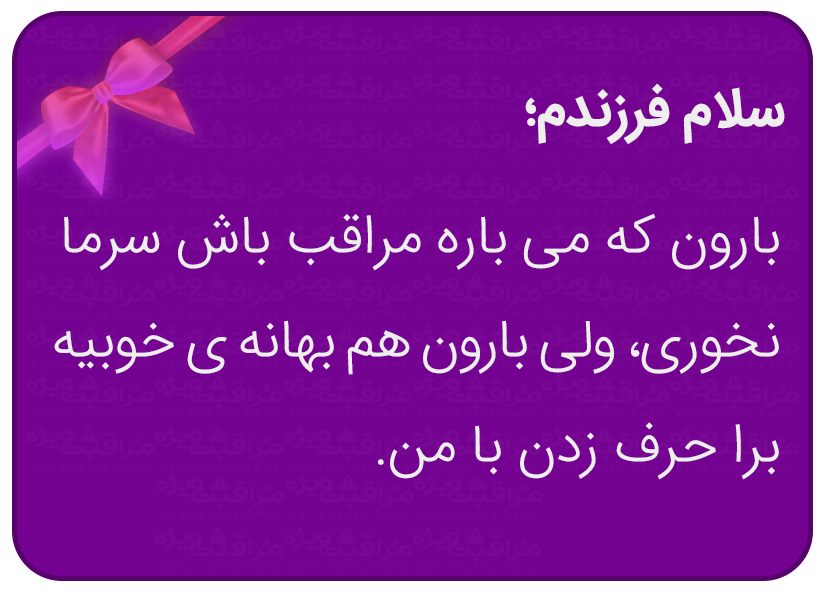 سلام فرزندم؛
بارون که می باره مراقب باش سرما
نخوری، ولی بارون هم بهانه ی خوبیه
برا حرف زدن با من.